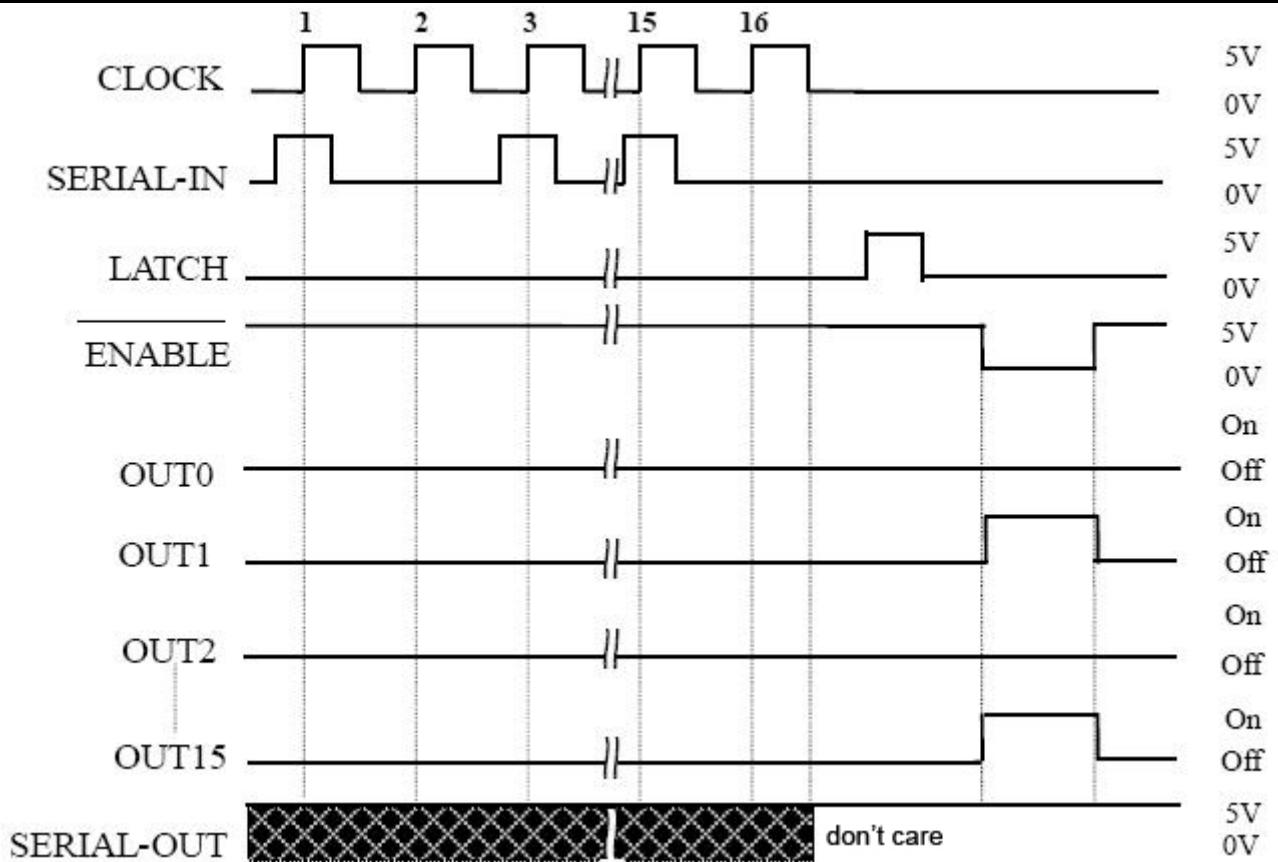 1 2 3 15 16
CLOCK 5V
0V
SERIAL-IN 5V
0V
LATCH 5V
0V
ENABLE 5V
0V
On
OUT0 Off
On
OUT1 Off
On
OUT2 Off
On
OUT15 Off
SERIAL-OUT don't care 5V
0V